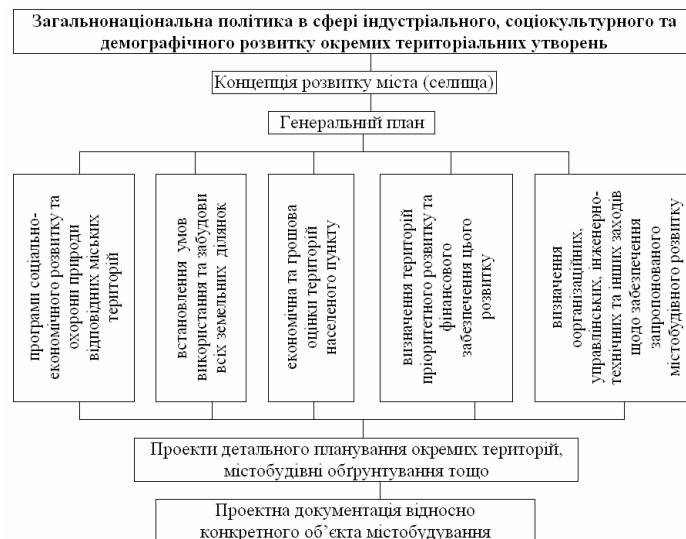 Загальнонаціональна політика в сфері індустріального, соціокультурного та
демографічного розвитку окремих територіальних утворень
Концепція розвитку міста (селища)
Генеральний план
програми соціально-
економічного розвитку та
охорони природи
відповідних міських
територій
встановлення умов
використання та забудови
всіх земельних ділянок
економічна та грошова
оцінки територій
населеного пункту
визначення територій
пріоритетного розвитку та
фінансового
забезпечення цього
розвитку
визначення
оорганізаційних,
управлінських, інженерно-
технічних та інших заходів
щодо забезпечення
запропонованого
містобудівного розвитку
Проекти детального планування окремих територій,
містобудівні обґрунтування тощо
Проектна документація відносно
конкретного об’єкта містобудування